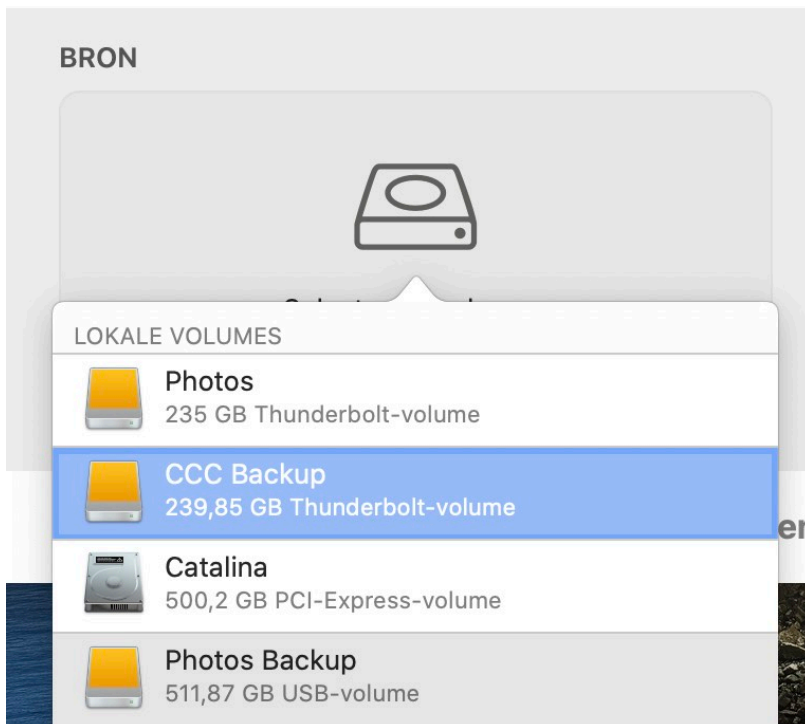 BRON
LOKALE VOLUMES
Photos
235 GB Thunderbolt-volume
CCC Backup
239,85 GB Thunderbolt-volume
er
Catalina
500,2 GB PCI-Express-volume
Photos Backup
511,87 GB USB-volume